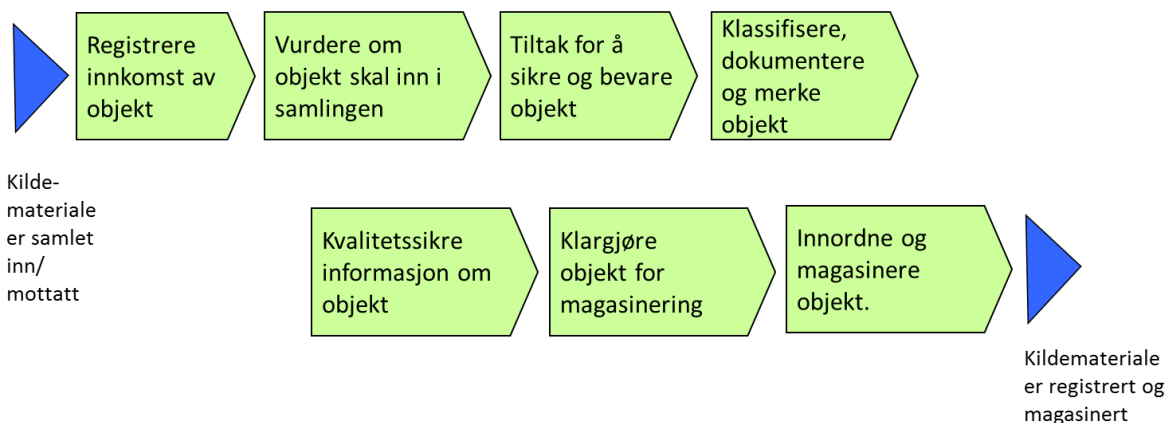 Registrere
innkomst av
objekt
Vurdere om
objekt skal inn i
samlingen
Tiltak for å
sikre og bevare
objekt
Klassifisere,
dokumentere
og merke
objekt
Kilde-
materiale
er samlet
inn/
mottatt
Kvalitetssikre
informasjon om
objekt
Klargjøre
objekt for
magasinering
Innordne og
magasinere
objekt.
Kildemateriale
er registrert og
magasinert